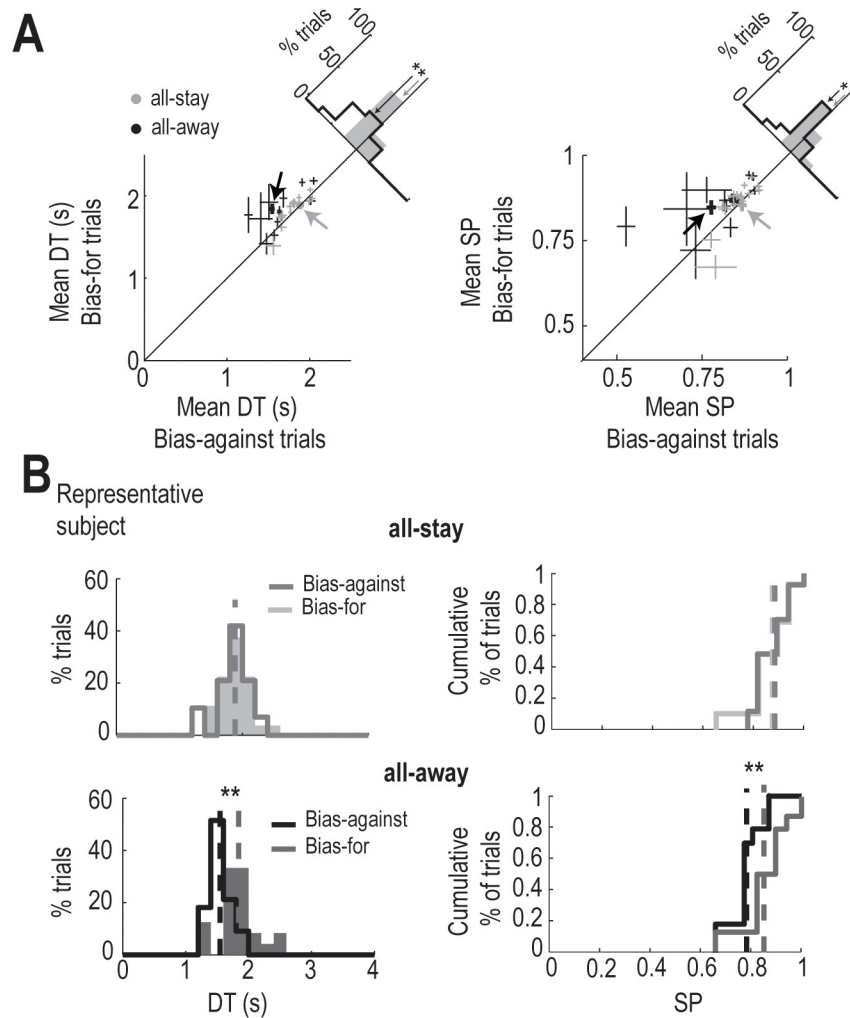 A
% trials
100
50
0
*
*
all-stay
all-away
2
1
0
0
1
2
Mean DT (s)
Bias-for trials
Mean DT (s)
Bias-against trials
% trials
100
50
0
*
*
1
0.75
0.5
0.5
0.75
1
Mean SP
Bias-for trials
Mean SP
Bias-against trials
B
Representative
subject
all-stay
60
40
20
0
% trials
Bias-against
Bias-for
1
0.8
0.6
0.4
0.2
0
Cumulative
% of trials
all-away
60
40
20
0
% trials
**
Bias-against
Bias-for
0
1
2
3
4
DT (s)
**
1
0.8
0.6
0.4
0.2
0
Cumulative
% of trials
0
0.2
0.4
0.6
0.8
1
SP